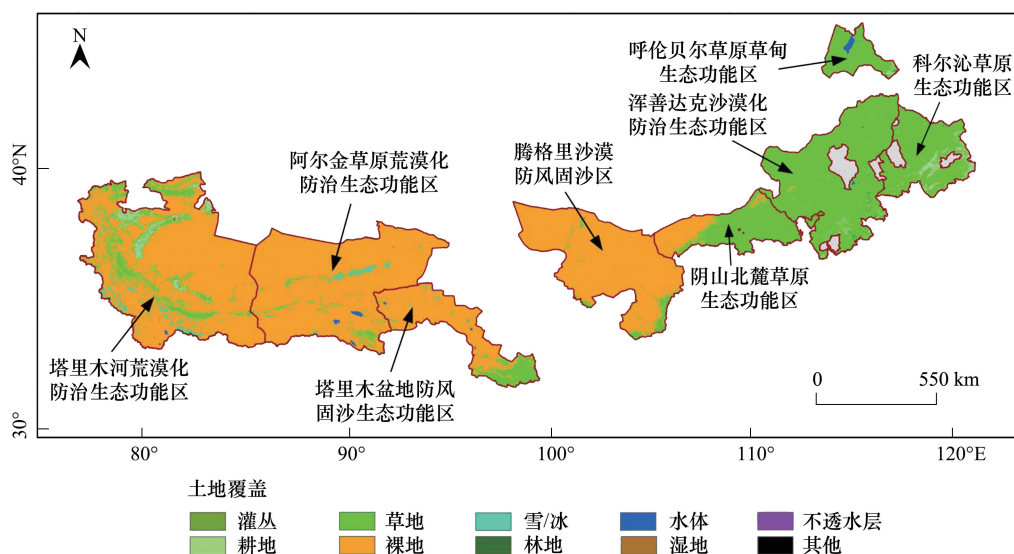 N
呼伦贝尔草原草甸
生态功能区
科尔沁草原
生态功能区
浑善达克沙漠化
防治生态功能区
腾格里沙漠
防风固沙区
阿尔金草原荒漠化
防治生态功能区
阴山北麓草原
生态功能区
塔里木河荒漠化
防治生态功能区
塔里木盆地防风
固沙生态功能区
0 550 km
40°N
30°
80° 90° 100° 110° 120°E
土地覆盖
灌丛 草地 雪/冰 水体 不透水层
耕地 裸地 林地 湿地 其他